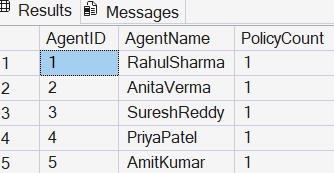 Results Messages
AgentID AgentName PolicyCount
1 1 RahulSharma 1
2 2 AnitaVerma 1
3 3 SureshReddy 1
4 4 PriyaPatel 1
5 5 AmitKumar 1